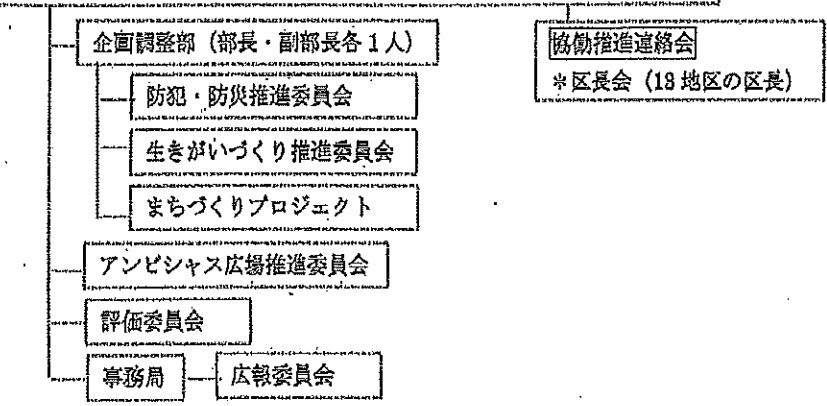 企画調整部（部長・副部長各１人）
協働推進連絡会
＊区長会（13 地区の区長）
防犯・防災推進委員会
生きがいづくり推進委員会
まちづくりプロジェクト
アンビシャス広場推進委員会
評価委員会
事務局
広報委員会